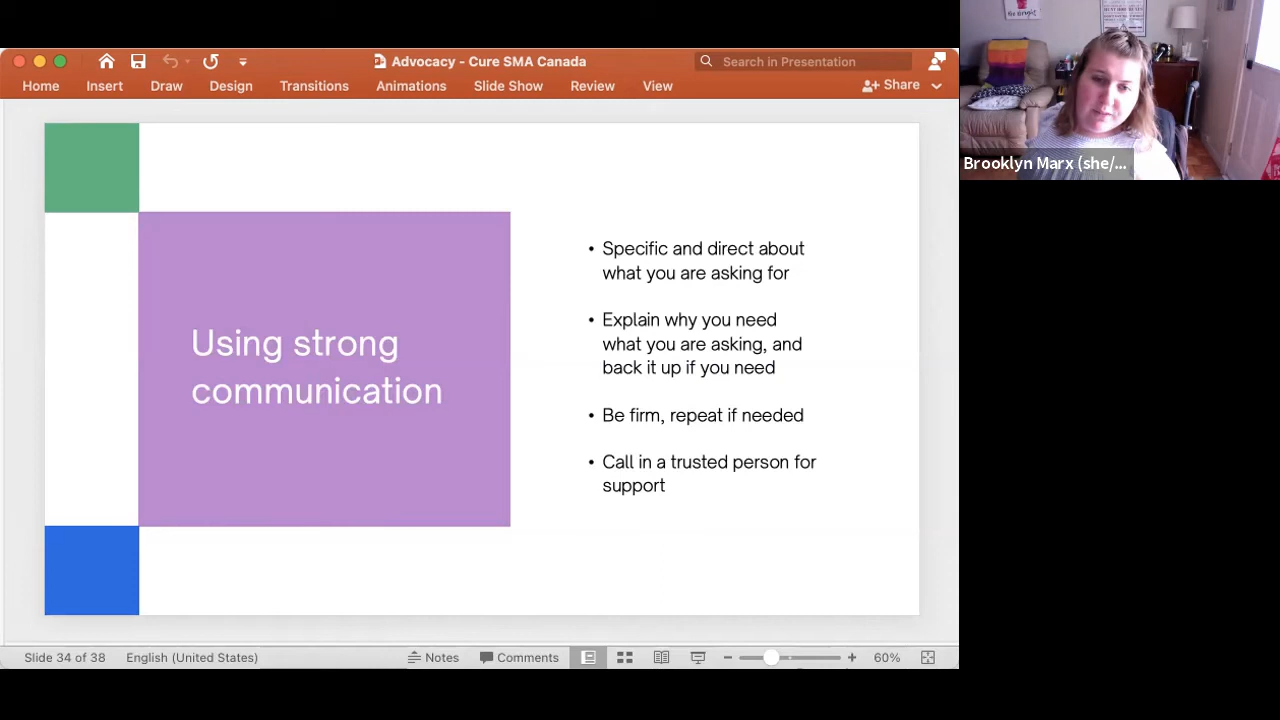 Advocacy - Cure SMA Canada
Search in Presentation
Home Insert Draw Design Transitions Animations Slide Show Review View Share
Using strong
communication
• Specific and direct about
what you are asking for
• Explain why you need
what you are asking, and
back it up if you need
• Be firm, repeat if needed
• Call in a trusted person for
support
Slide 34 of 38 English (United States) Notes Comments 60%
Brooklyn Marx (she/...